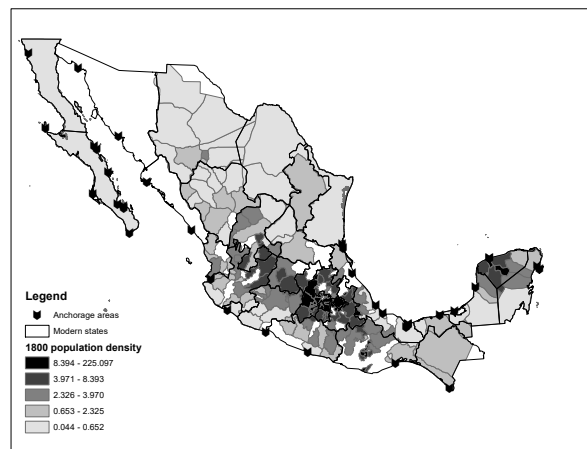 Legend
Anchorage areas
Modern states
1800 population density
8.394 - 225.097
3.971 - 8.393
2.326 - 3.970
0.653 - 2.325
0.044 - 0.652